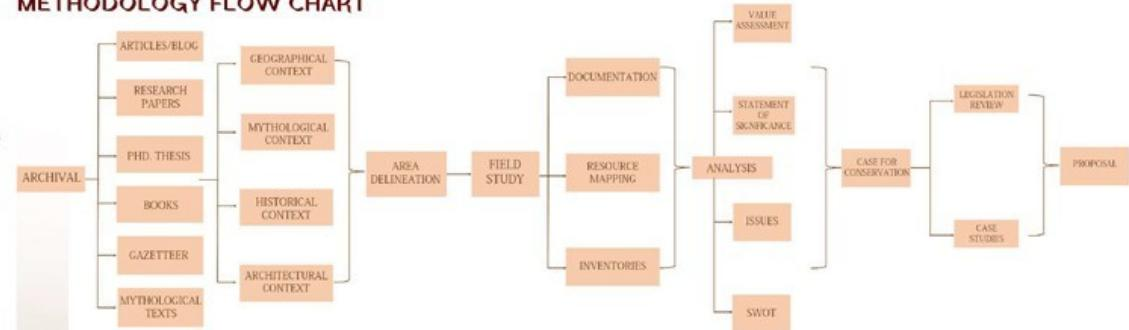 METHODOLOGY FLOW CHART
ARCHIVAL
ARTICLES/BLOG
RESEARCH
PAPERS
PHD. THESIS
BOOKS
GAZETTEER
MYTHOLOGICAL
TEXTS
GEOGRAPHICAL
CONTEXT
MYTHOLOGICAL
CONTEXT
HISTORICAL
CONTEXT
ARCHITECTURAL
CONTEXT
AREA
DELINEATION
FIELD
STUDY
DOCUMENTATION
RESOURCE
MAPPING
INVENTORIES
ANALYSIS
VALUE
ASSESSMENT
STATEMENT
OF
SIGNIFICANCE
ISSUES
SWOT
CASE FOR
CONSERVATION
LEGISLATION
REVIEW
CASE
STUDIES
PROPOSAL